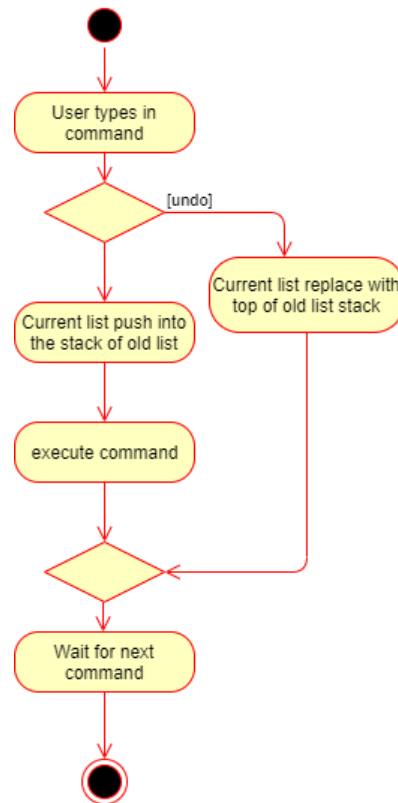 User types in
command
[undo]
Current list replace with
top of old list stack
Current list push into
the stack of old list
execute command
Wait for next
command